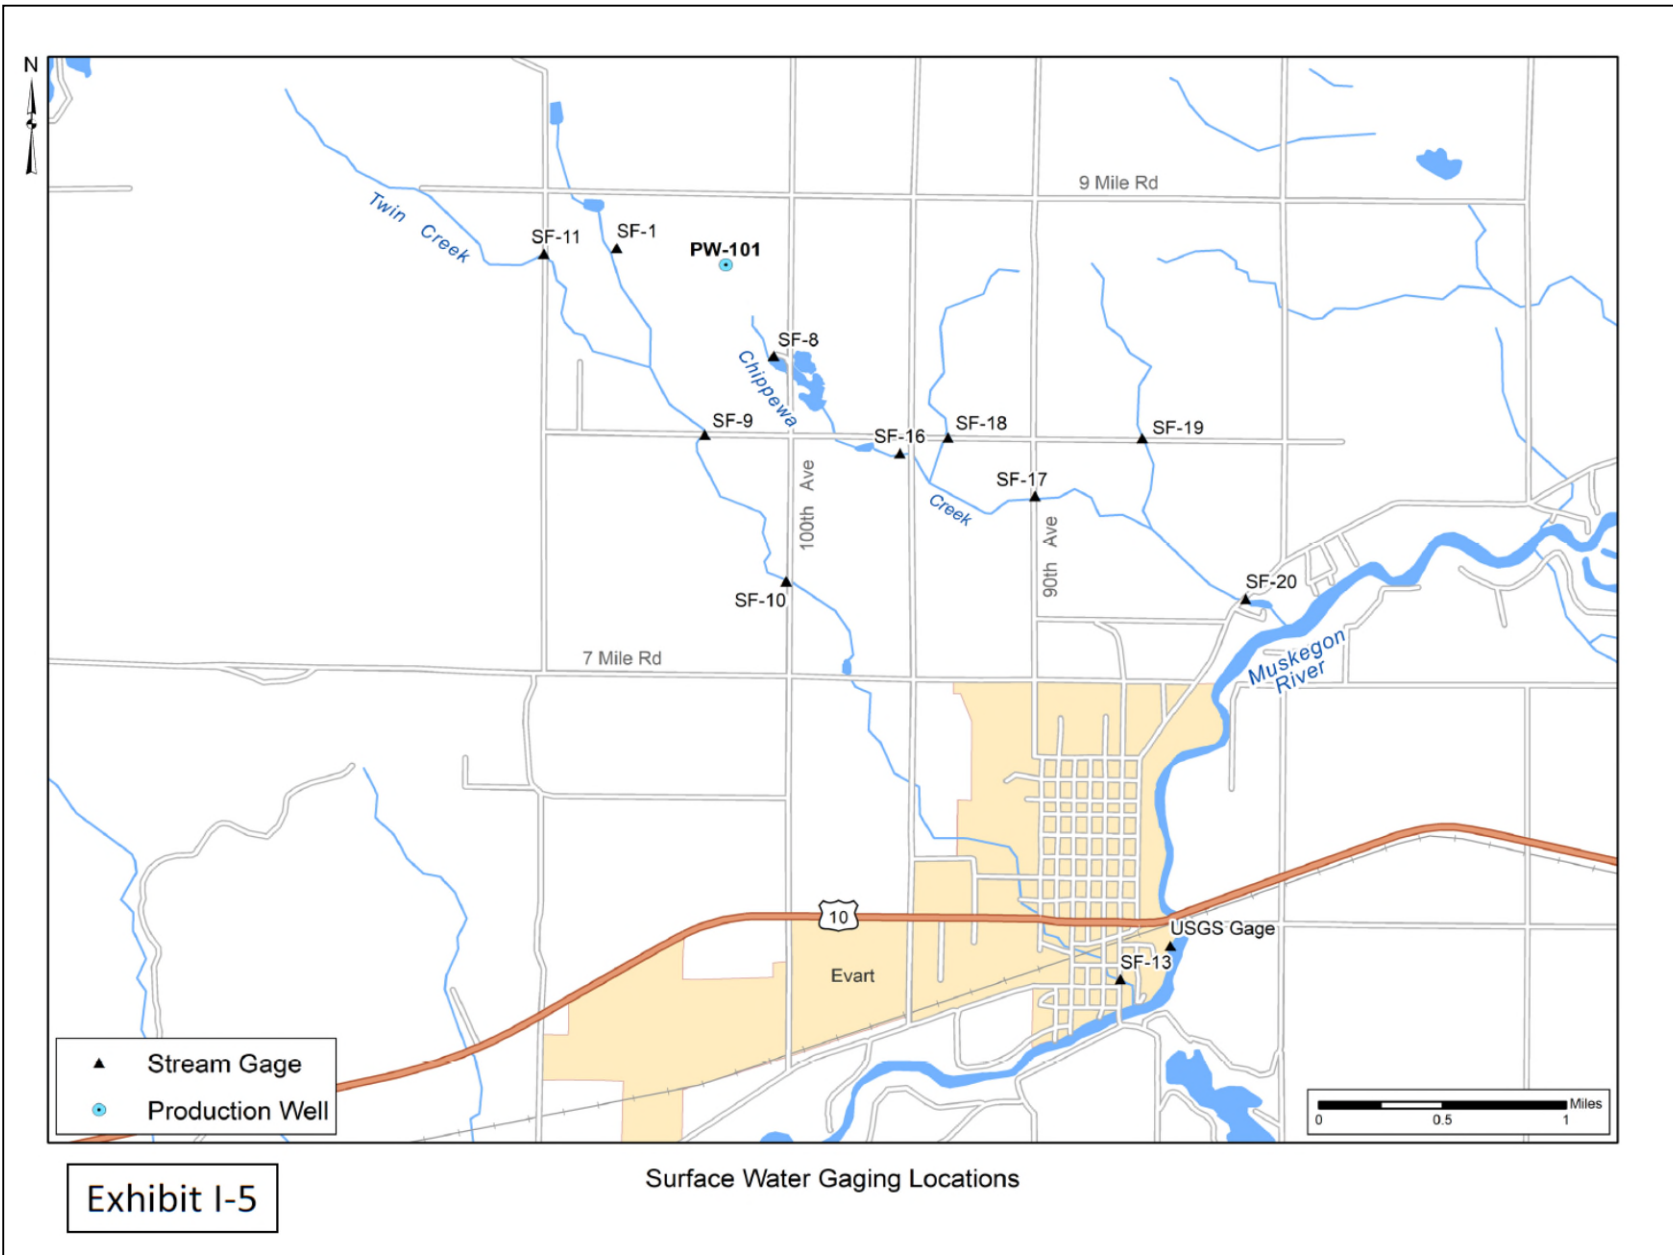 N
9 Mile Rd
Twin Creek
SF-11
SF-1
PW-101
SF-8
Chippewa
SF-9
SF-16
SF-18
SF-19
SF-17
Creek
100th Ave
90th Ave
SF-10
SF-20
7 Mile Rd
Muskegon
River
10
USGS Gage
SF-13
Evart
Stream Gage
Production Well
Miles
0 0.5 1
Surface Water Gaging Locations
Exhibit I-5